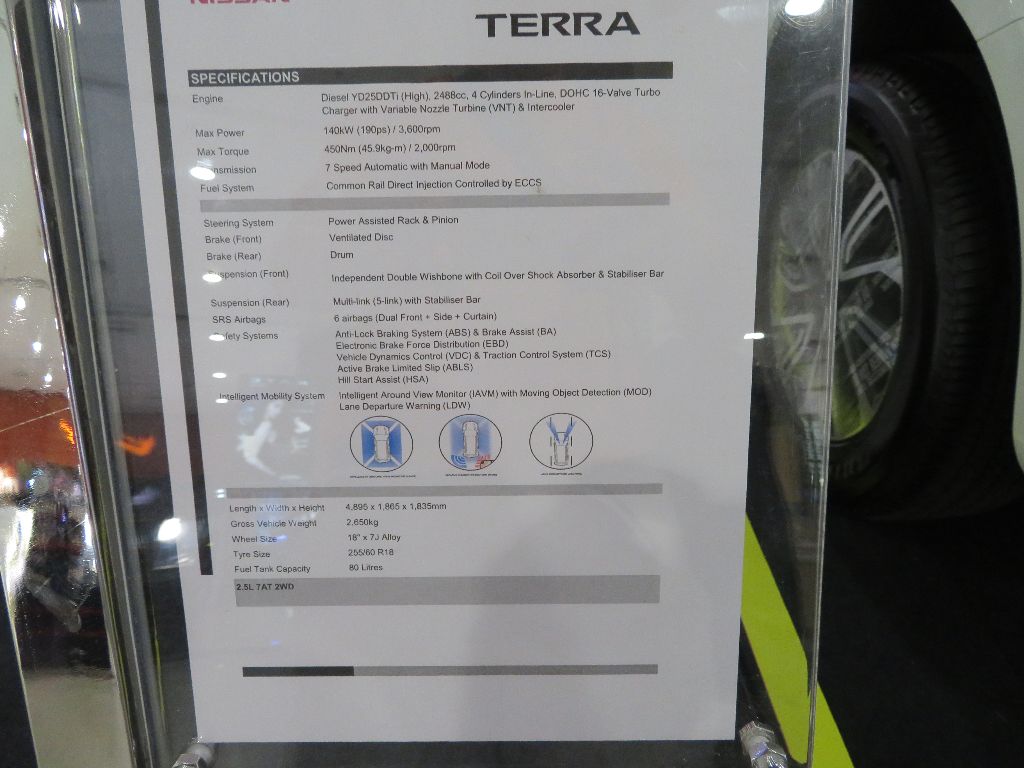 NISSAN
TERRA
SPECIFICATIONS
Engine Diesel YD25DDTi (High), 2488cc, 4 Cylinders In-Line, DOHC 16-Valve Turbo
Charger with Variable Nozzle Turbine (VNT) & Intercooler
Max Power 140kW (190ps) / 3,600rpm
Max Torque 450Nm (45.9kg-m) / 2,000rpm
Transmission 7 Speed Automatic with Manual Mode
Fuel System Common Rail Direct Injection Controlled by ECCS
Steering System Power Assisted Rack & Pinion
Brake (Front) Ventilated Disc
Brake (Rear) Drum
Suspension (Front) Independent Double Wishbone with Coil Over Shock Absorber & Stabiliser Bar
Suspension (Rear) Multi-link (5-link) with Stabiliser Bar
SRS Airbags 6 airbags (Dual Front + Side + Curtain)
Safety Systems Anti-Lock Braking System (ABS) & Brake Assist (BA)
Electronic Brake Force Distribution (EBD)
Vehicle Dynamics Control (VDC) & Traction Control System (TCS)
Active Brake Limited Slip (ABLS)
Hill Start Assist (HSA)
Intelligent Mobility System Intelligent Around View Monitor (IAVM) with Moving Object Detection (MOD)
Lane Departure Warning (LDW)
Length x Width x Height 4,895 x 1,865 x 1,835mm
Gross Vehicle Weight 2,650kg
Wheel Size 18" x 7J Alloy
Tyre Size 255/60 R18
Fuel Tank Capacity 80 Litres
2.5L 7AT 2WD